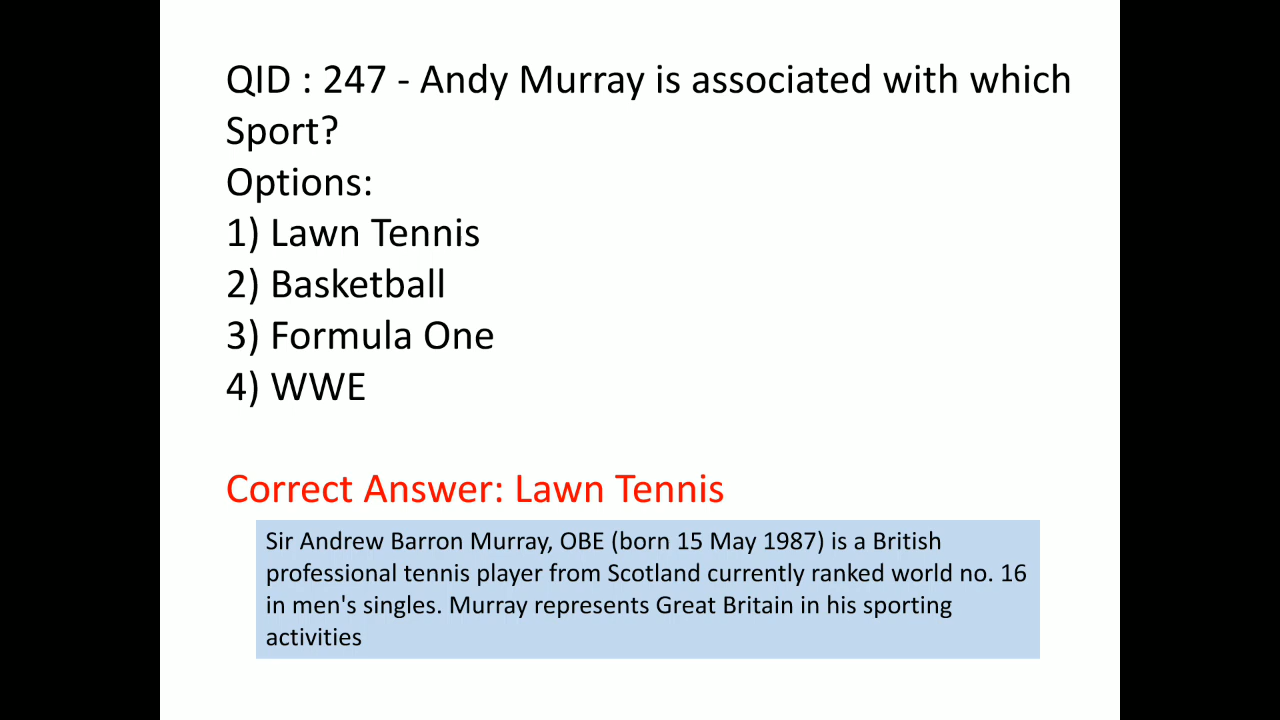 QID : 247 - Andy Murray is associated with which
Sport?
Options:
1) Lawn Tennis
2) Basketball
3) Formula One
4) WWE
Correct Answer: Lawn Tennis
Sir Andrew Barron Murray, OBE (born 15 May 1987) is a British
professional tennis player from Scotland currently ranked world no. 16
in men's singles. Murray represents Great Britain in his sporting
activities